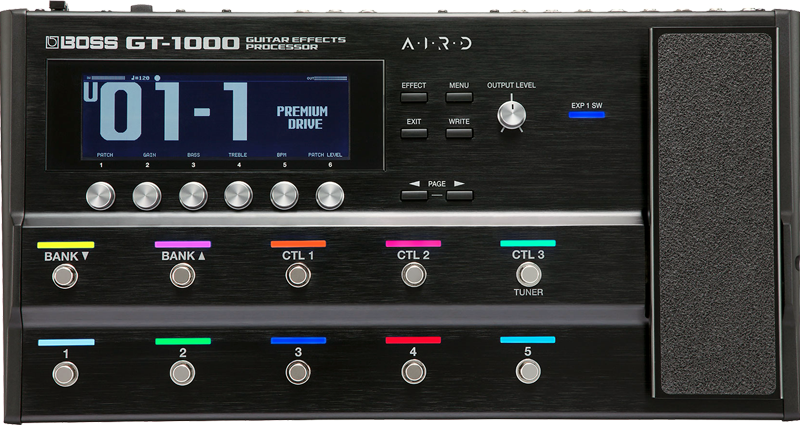 BOSS GT-1000 GUITAR EFFECTS PROCESSOR
A·I·R·D
♩=120
U01-1 PREMIUM DRIVE
PATCH GAIN BASS TREBLE BPM PATCH LEVEL
1 2 3 4 5 6
EFFECT MENU OUTPUT LEVEL
EXP 1 SW
EXIT WRITE
◀ PAGE ▶
BANK ▼ BANK ▲ CTL 1 CTL 2 CTL 3
TUNER
1 2 3 4 5